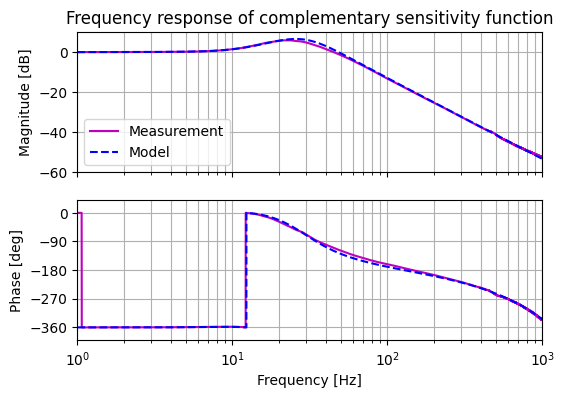 Frequency response of complementary sensitivity function
Magnitude [dB]
0
−20
−40
−60
Measurement
Model
Phase [deg]
0
−90
−180
−270
−360
10^0
10^1
10^2
10^3
Frequency [Hz]